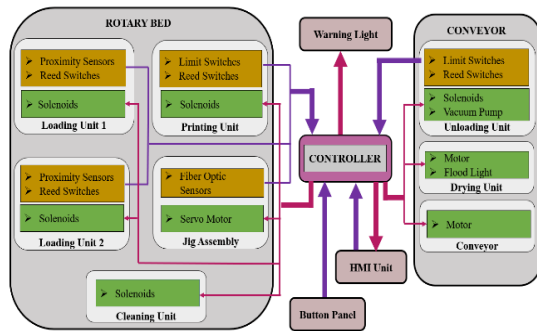 ROTARY BED
Proximity Sensors
Reed Switches
Solenoids
Loading Unit 1
Limit Switches
Reed Switches
Solenoids
Printing Unit
Proximity Sensors
Reed Switches
Solenoids
Loading Unit 2
Fiber Optic
Sensors
Servo Motor
Jig Assembly
Solenoids
Cleaning Unit
Warning Light
CONTROLLER
HMI Unit
Button Panel
CONVEYOR
Limit Switches
Reed Switches
Solenoids
Vacuum Pump
Unloading Unit
Motor
Flood Light
Drying Unit
Motor
Conveyor